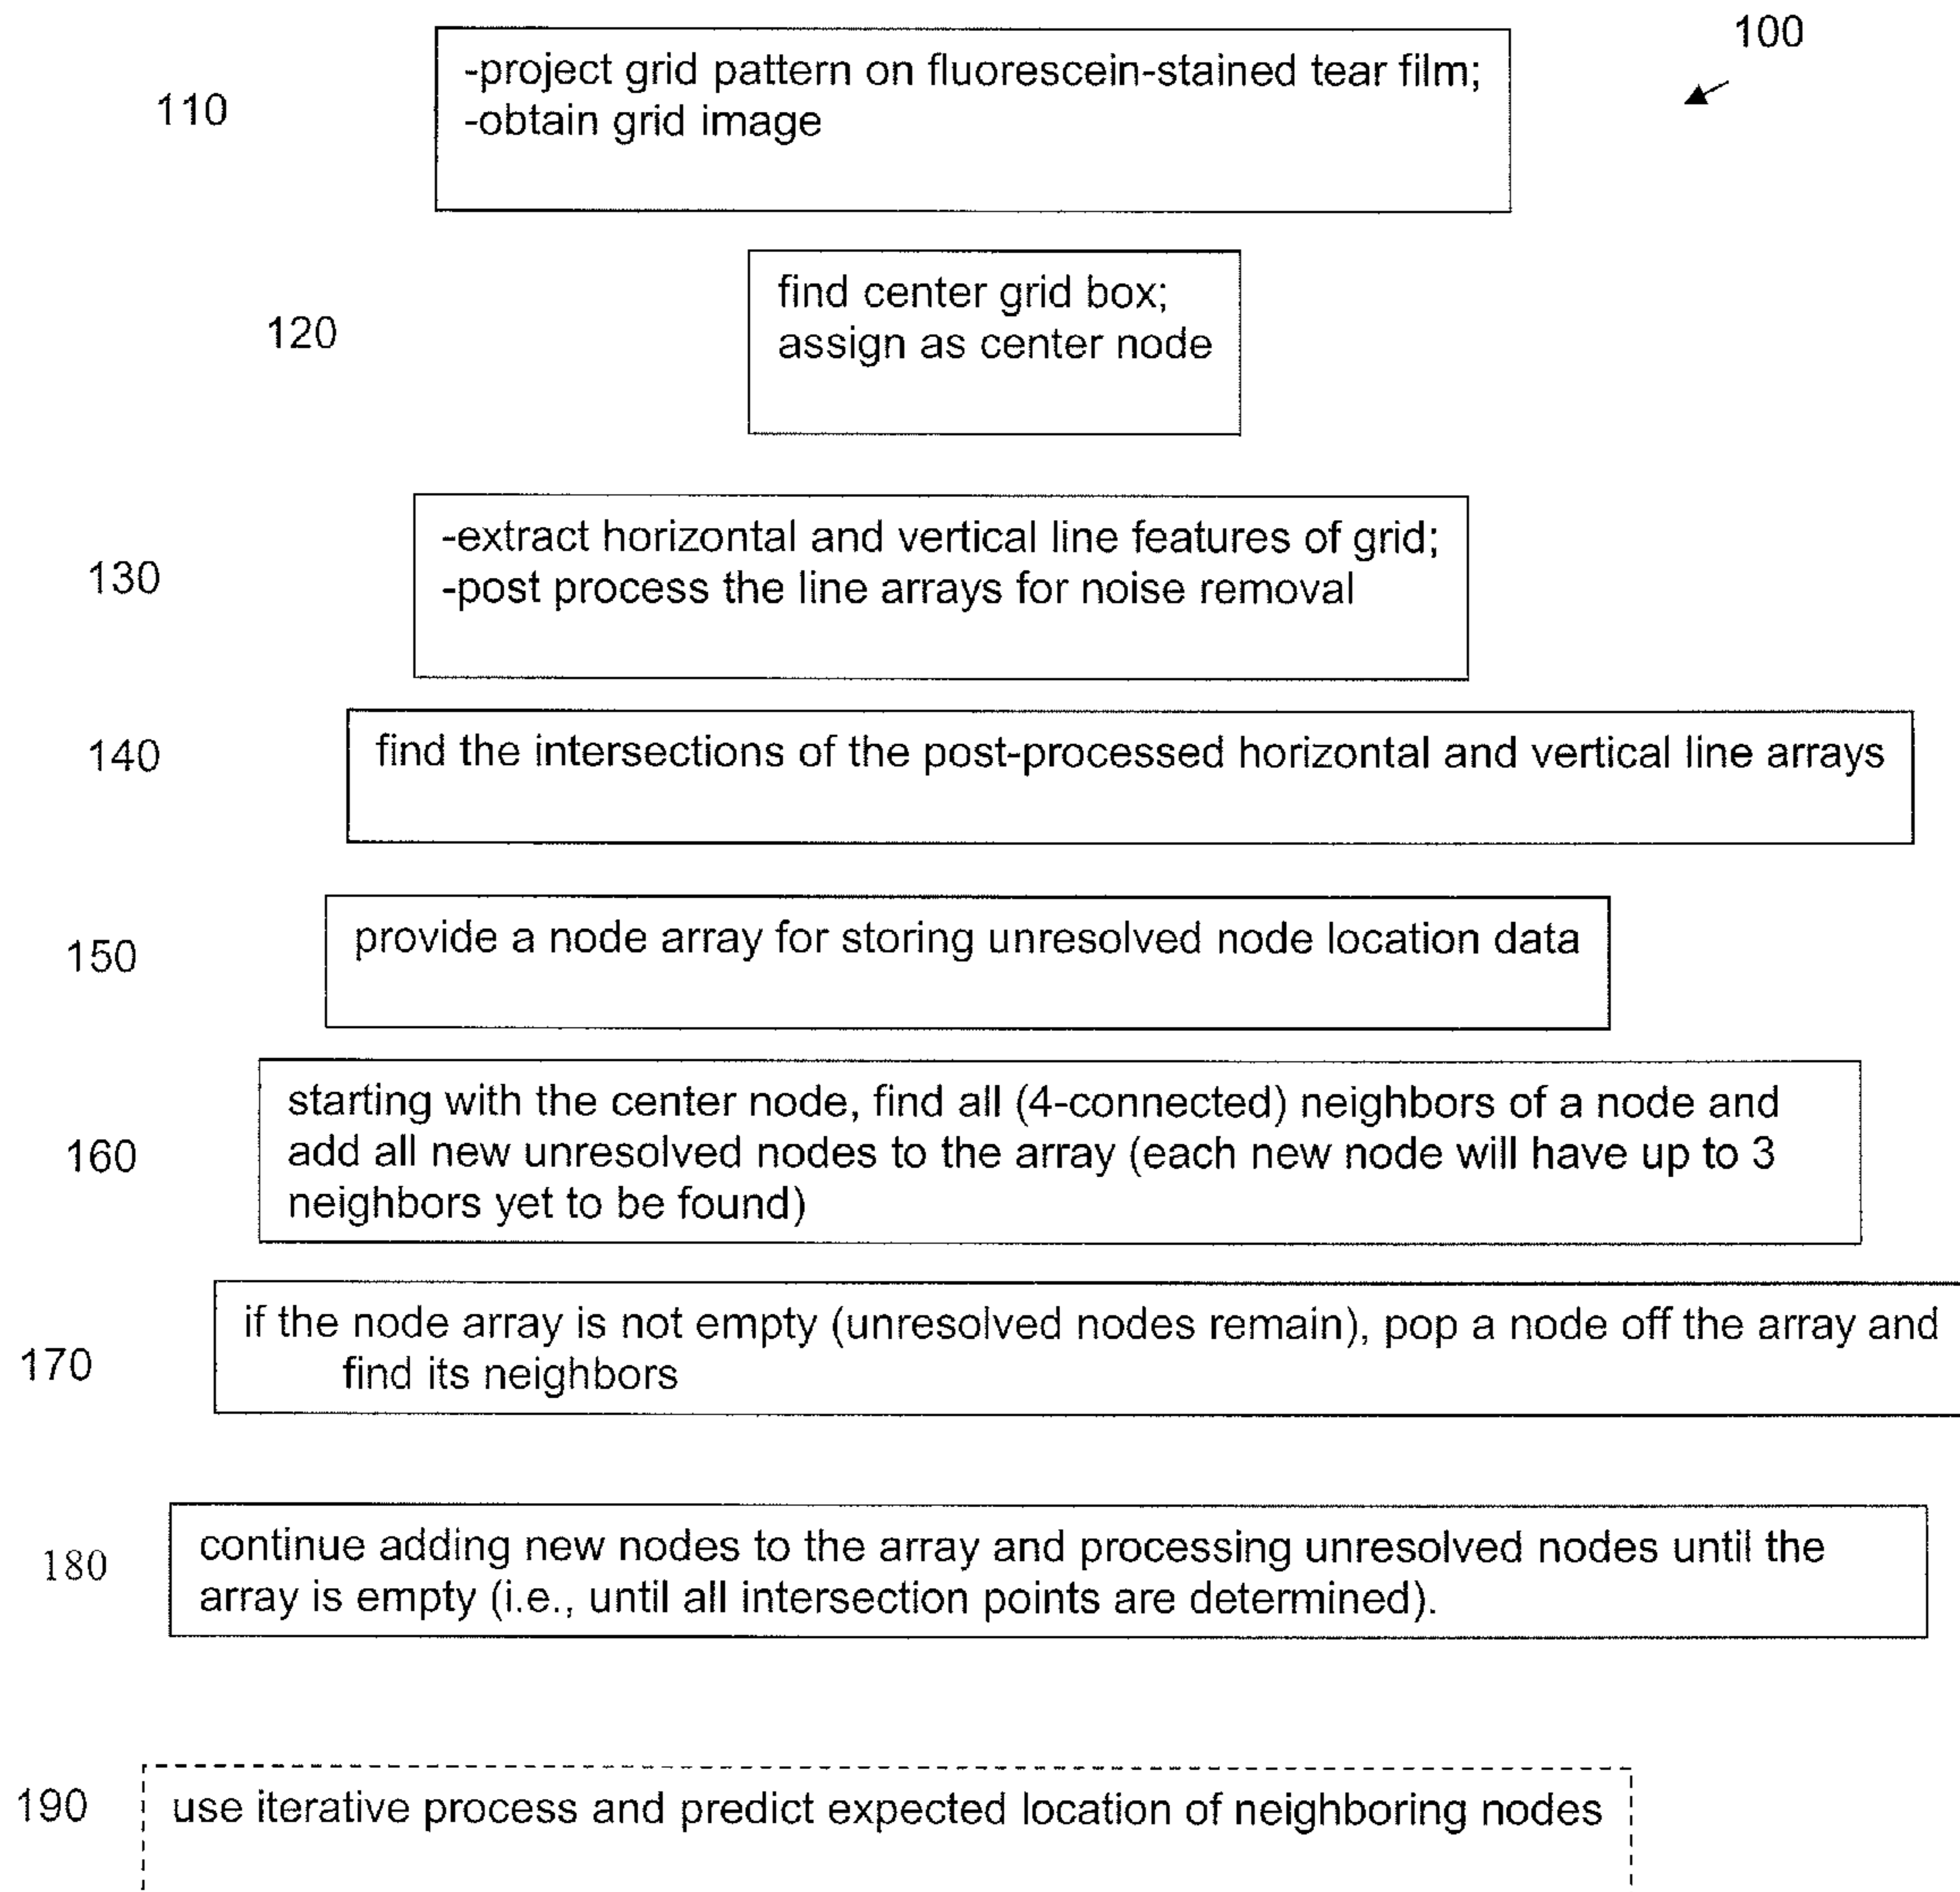 100
110
-project grid pattern on fluorescein-stained tear film;
-obtain grid image
120
find center grid box;
assign as center node
130
-extract horizontal and vertical line features of grid;
-post process the line arrays for noise removal
140
find the intersections of the post-processed horizontal and vertical line arrays
150
provide a node array for storing unresolved node location data
160
starting with the center node, find all (4-connected) neighbors of a node and
add all new unresolved nodes to the array (each new node will have up to 3
neighbors yet to be found)
170
if the node array is not empty (unresolved nodes remain), pop a node off the array and
find its neighbors
180
continue adding new nodes to the array and processing unresolved nodes until the
array is empty (i.e., until all intersection points are determined).
190
use iterative process and predict expected location of neighboring nodes